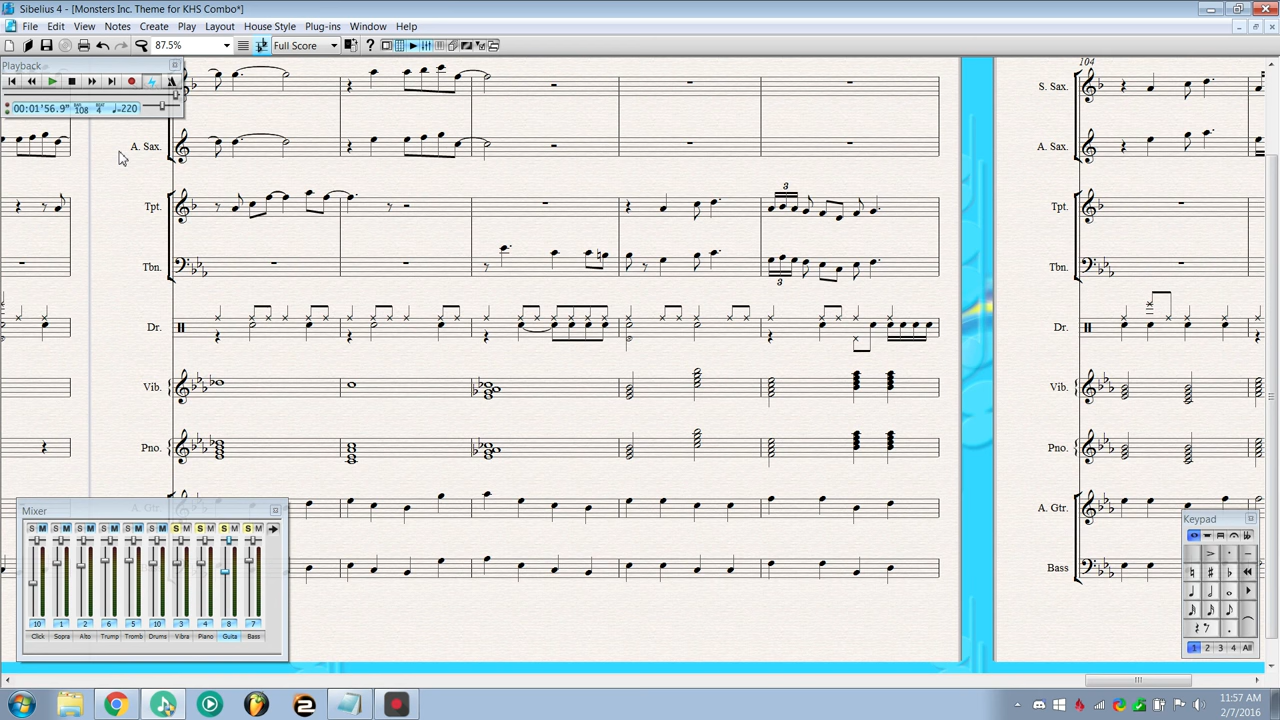 Sibelius 4 - [Monsters Inc. Theme for KHS Combo*]
File Edit View Notes Create Play Layout House Style Plug-ins Window Help
87.5% Full Score
Playback
00:01'56.9" BAR 108 BEAT 4 ♩=220
104
S. Sax.
A. Sax. A. Sax.
Tpt. Tpt.
3
Tbn. Tbn.
3
Dr. Dr.
Vib. Vib.
Pno. Pno.
A. Gtr.
Bass
Mixer
S M S M S M S M S M S M S M S M S M S M
10 1 2 6 5 10 3 4 8 7
Click Sopra Alto Trump Tromb Drums Vibra Piano Guita Bass
Keypad
1 2 3 4 All
11:57 AM
2/7/2016